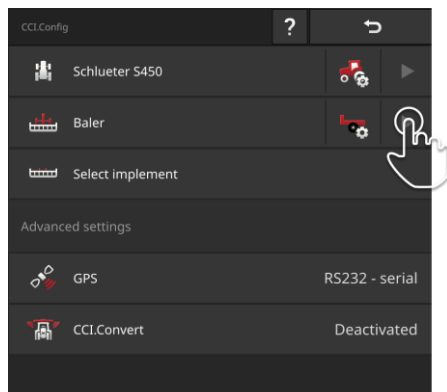 CCI.Config ?
Schlueter S450
Baler
Select implement
Advanced settings
GPS RS232 - serial
CCI.Convert Deactivated